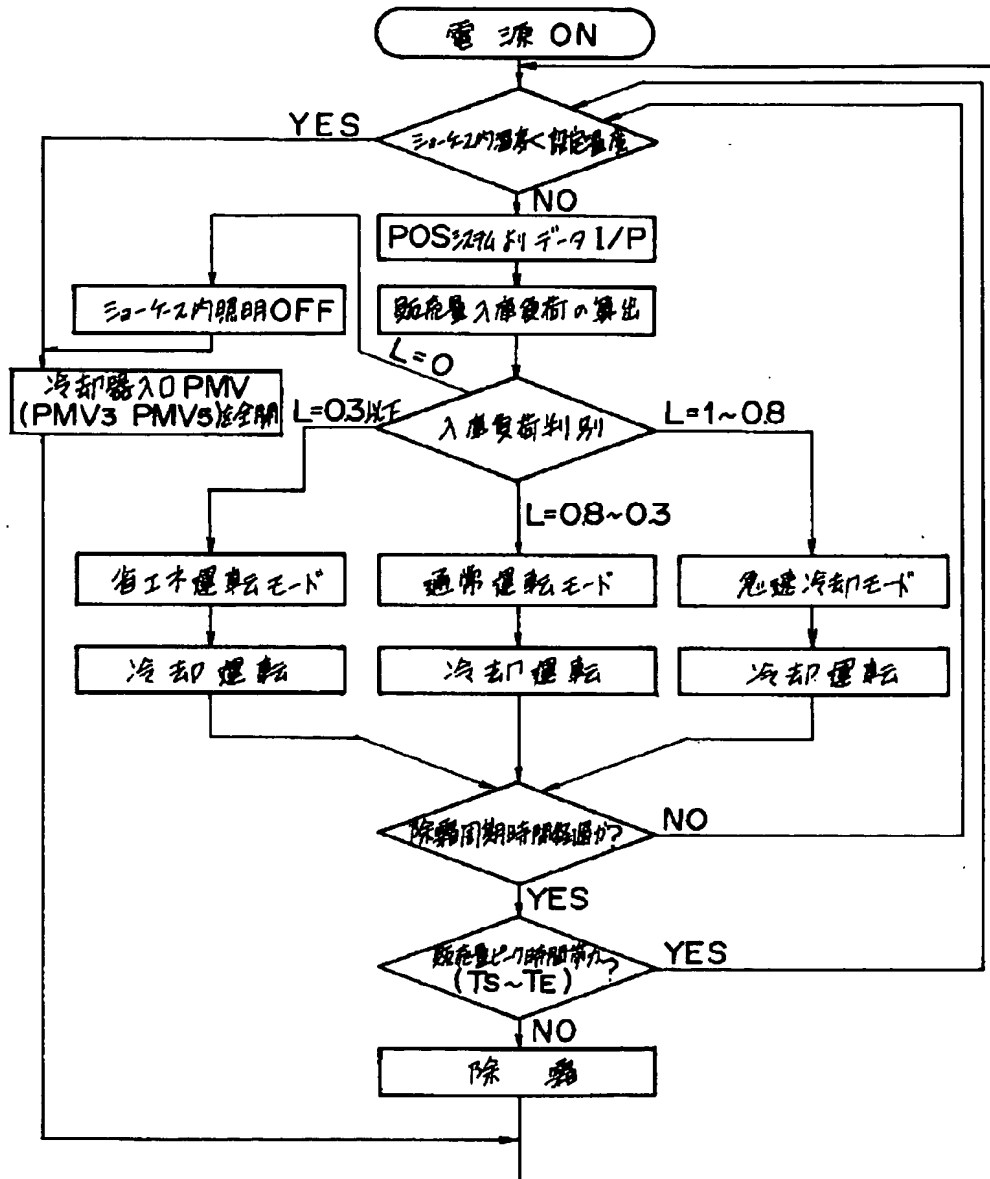 電源ON
YES
ショーケース内温度<設定温度
NO
POSシステムよりデータI/P
ショーケース内照明OFF
販売量入庫負荷の算出
L=0
冷却器入口PMV
(PMV3 PMV5)を全閉
L=0.3以下
入庫負荷判別
L=1~0.8
L=0.8~0.3
省エネ運転モード
通常運転モード
急速冷却モード
冷却運転
冷却運転
冷却運転
除霜周期時間経過か?
NO
YES
販売量ピーク時間帯か?
(TS~TE)
YES
NO
除霜